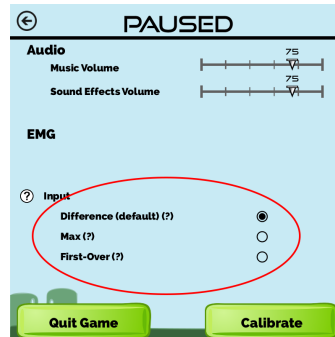 PAUSED
Audio
75
Music Volume
75
Sound Effects Volume
EMG
? Input
Difference (default) (?)
Max (?)
First-Over (?)
Quit Game
Calibrate